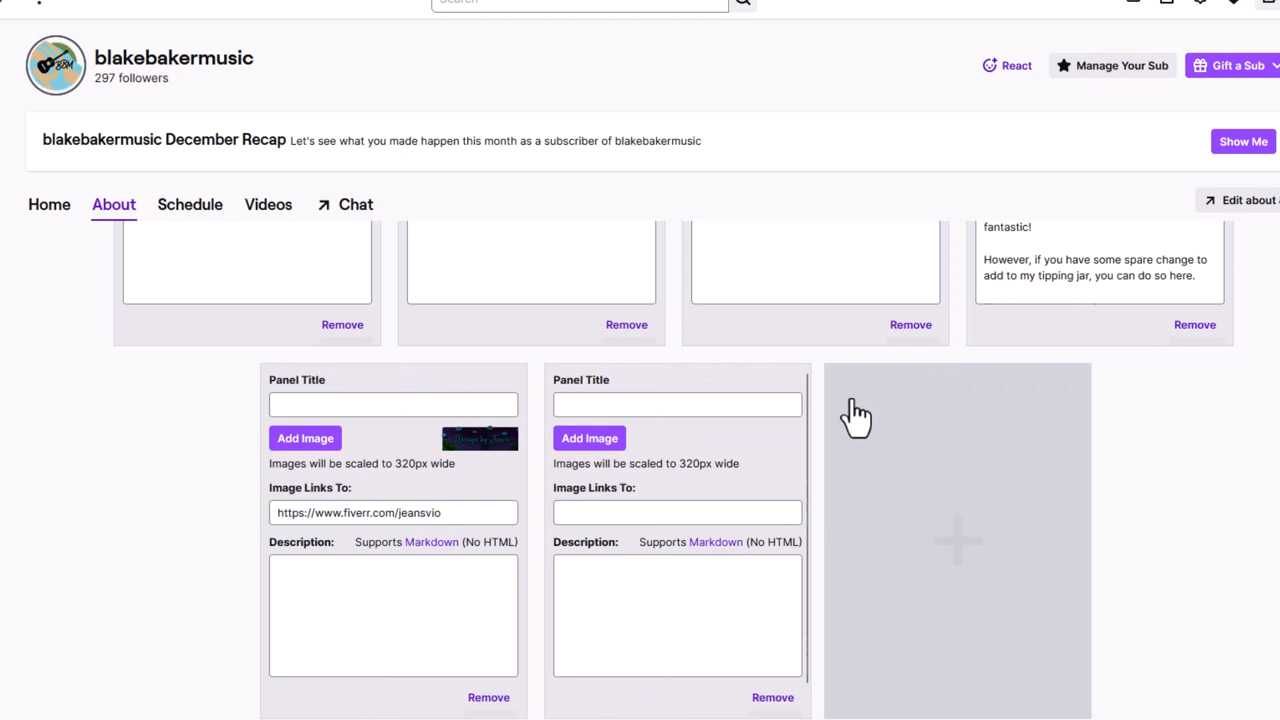 Search
blakebakermusic
297 followers
BBM
React
Manage Your Sub
Gift a Sub
blakebakermusic December Recap Let's see what you made happen this month as a subscriber of blakebakermusic
Show Me
Home About Schedule Videos Chat
Edit about
fantastic!
However, if you have some spare change to
add to my tipping jar, you can do so here.
Remove Remove Remove Remove
Panel Title
Add Image
Design by Jeansvio
Images will be scaled to 320px wide
Image Links To:
https://www.fiverr.com/jeansvio
Description: Supports Markdown (No HTML)
Remove
Panel Title
Add Image
Images will be scaled to 320px wide
Image Links To:
Description: Supports Markdown (No HTML)
Remove